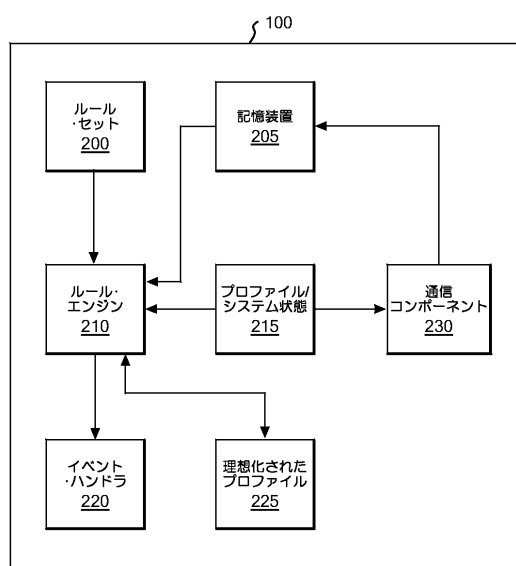 100
ルール
・セット
200
記憶装置
205
ルール・
エンジン
210
プロファイル/
システム状態
215
通信
コンポーネント
230
イベント
・ハンドラ
220
理想化された
プロファイル
225